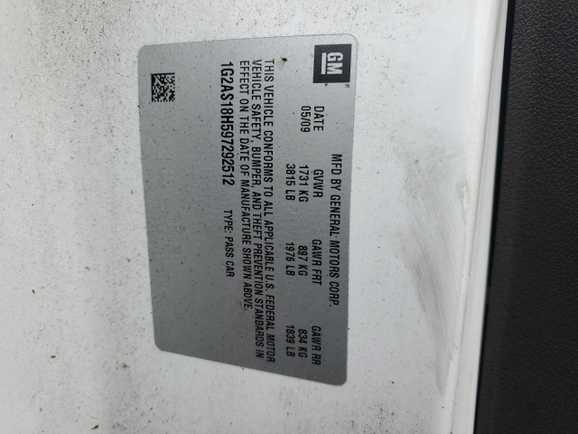 GM
MFD BY GENERAL MOTORS CORP.
DATE GVWR GAWR FRT GAWR RR
05/09 1731 KG 897 KG 834 KG
3815 LB 1976 LB 1839 LB
THIS VEHICLE CONFORMS TO ALL APPLICABLE U.S. FEDERAL MOTOR
VEHICLE SAFETY, BUMPER, AND THEFT PREVENTION STANDARDS IN
EFFECT ON THE DATE OF MANUFACTURE SHOWN ABOVE.
1G2AS18H597292512 TYPE: PASS CAR